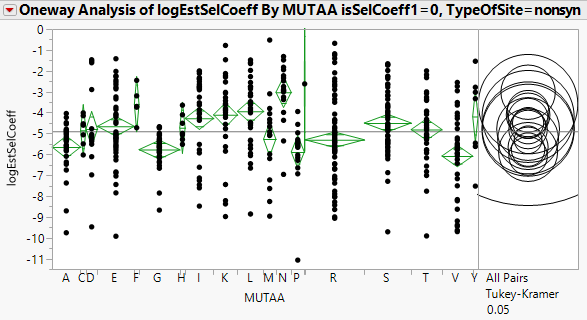 Oneway Analysis of logEstSelCoeff By MUTAA isSelCoeff1=0, TypeOfSite=nonsyn
logEstSelCoeff
0
-1
-2
-3
-4
-5
-6
-7
-8
-9
-10
-11
A C D E F G H I K L M N P R S T V Y
MUTAA
All Pairs
Tukey-Kramer
0.05